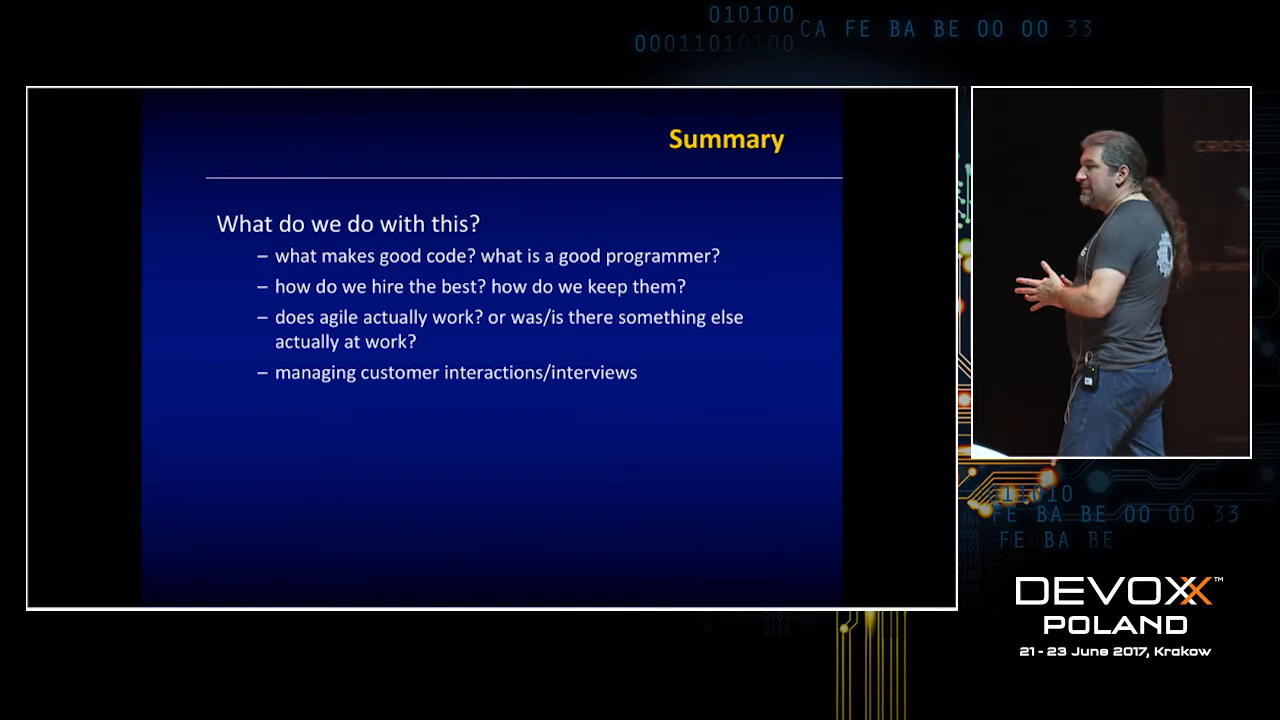 010100
CA FE BA BE 00 00 33
00011010100
Summary
What do we do with this?
– what makes good code? what is a good programmer?
– how do we hire the best? how do we keep them?
– does agile actually work? or was/is there something else
actually at work?
– managing customer interactions/interviews
CROSS
011010
FE BA BE 00 00 33
FE BA BE
DEVOXX™
POLAND
21 - 23 June 2017, Krakow